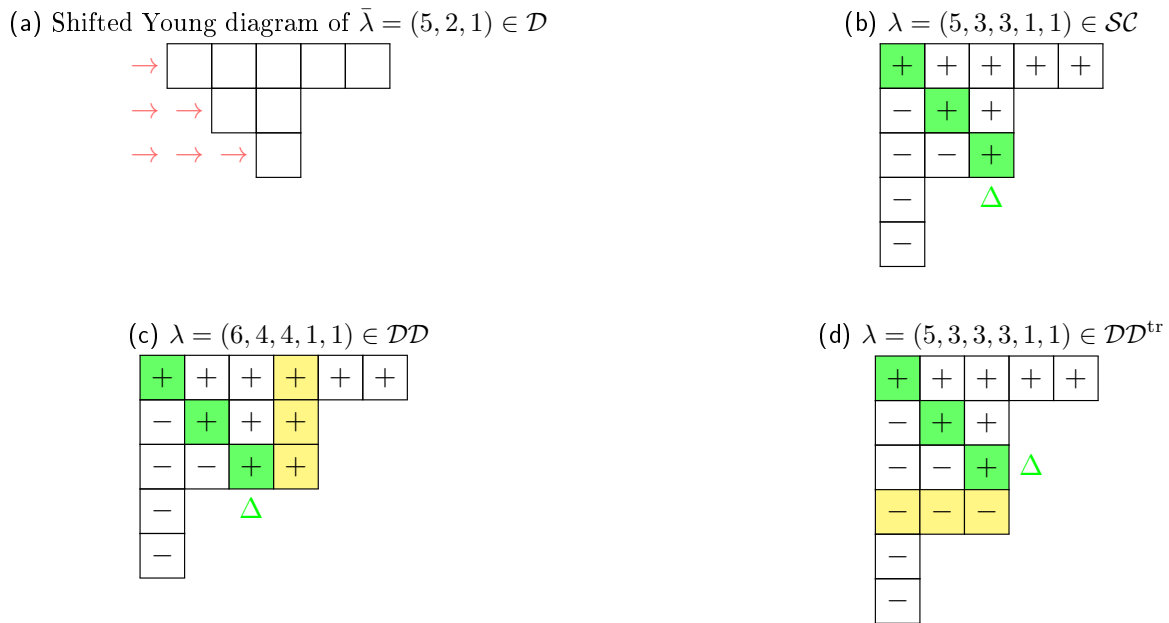 (a) Shifted Young diagram of λ̄ = (5, 2, 1) ∈ 𝒟
→
→ →
→ → →
(b) λ = (5, 3, 3, 1, 1) ∈ 𝒮𝒞
+ + + + +
− + +
− − +
− Δ
−
(c) λ = (6, 4, 4, 1, 1) ∈ 𝒟𝒟
+ + + + + +
− + + +
− − + +
− Δ
−
(d) λ = (5, 3, 3, 3, 1, 1) ∈ 𝒟𝒟^tr
+ + + + +
− + +
− − + Δ
− − −
−
−